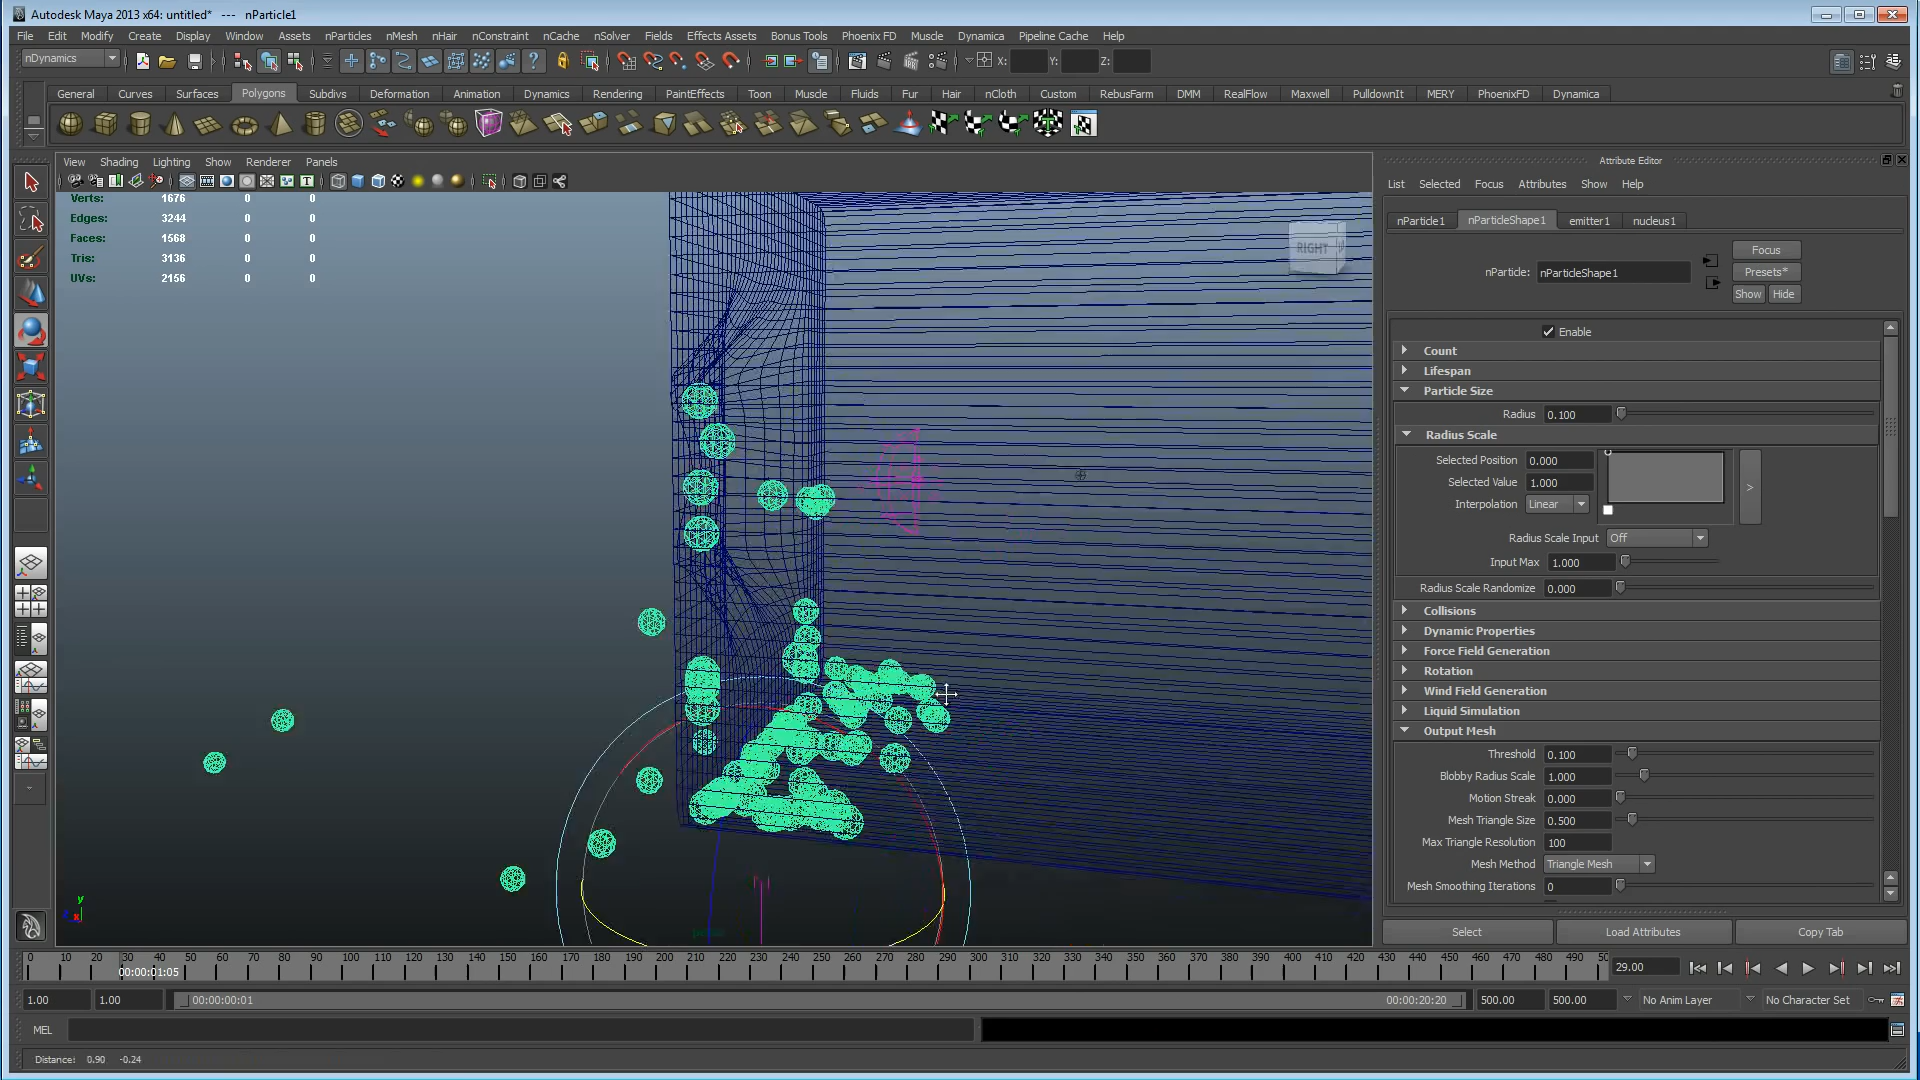 Autodesk Maya 2013 x64: untitled* --- nParticle1
File Edit Modify Create Display Window Assets nParticles nMesh nHair nConstraint nCache nSolver Fields Effects Assets Bonus Tools Phoenix FD Muscle Dynamica Pipeline Cache Help
nDynamics X: Y: Z:
General Curves Surfaces Polygons Subdivs Deformation Animation Dynamics Rendering PaintEffects Toon Muscle Fluids Fur Hair nCloth Custom RebusFarm DMM RealFlow Maxwell PulldownIt MERY PhoenixFD Dynamica
View Shading Lighting Show Renderer Panels
Verts: 1676 0 0
Edges: 3244 0 0
Faces: 1568 0 0
Tris: 3136 0 0
UVs: 2156 0 0
RIGHT
y
x
Attribute Editor
List Selected Focus Attributes Show Help
nParticle1 nParticleShape1 emitter1 nucleus1
Focus
nParticle: nParticleShape1 Presets*
Show Hide
Enable
Count
Lifespan
Particle Size
Radius 0.100
Radius Scale
Selected Position 0.000
Selected Value 1.000
Interpolation Linear
>
Radius Scale Input Off
Input Max 1.000
Radius Scale Randomize 0.000
Collisions
Dynamic Properties
Force Field Generation
Rotation
Wind Field Generation
Liquid Simulation
Output Mesh
Threshold 0.100
Blobby Radius Scale 1.000
Motion Streak 0.000
Mesh Triangle Size 0.500
Max Triangle Resolution 100
Mesh Method Triangle Mesh
Mesh Smoothing Iterations 0
Select Load Attributes Copy Tab
0 10 20 30 40 50 60 70 80 90 100 110 120 130 140 150 160 170 180 190 200 210 220 230 240 250 260 270 280 290 300 310 320 330 340 350 360 370 380 390 400 410 420 430 440 450 460 470 480 490 50
00:00:01:05 29.00
1.00 1.00 00:00:00:01 00:00:20:20 500.00 500.00 No Anim Layer No Character Set
MEL
Distance: 0.90 -0.24